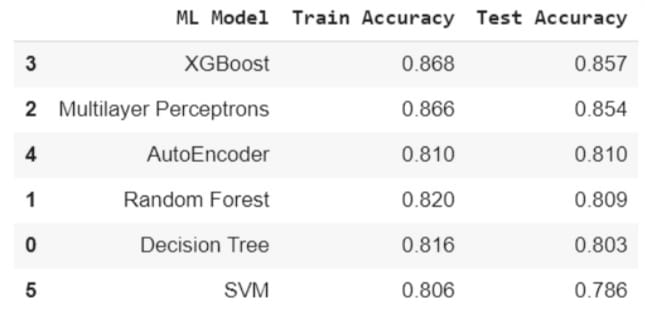 ML Model Train Accuracy Test Accuracy
3 XGBoost 0.868 0.857
2 Multilayer Perceptrons 0.866 0.854
4 AutoEncoder 0.810 0.810
1 Random Forest 0.820 0.809
0 Decision Tree 0.816 0.803
5 SVM 0.806 0.786